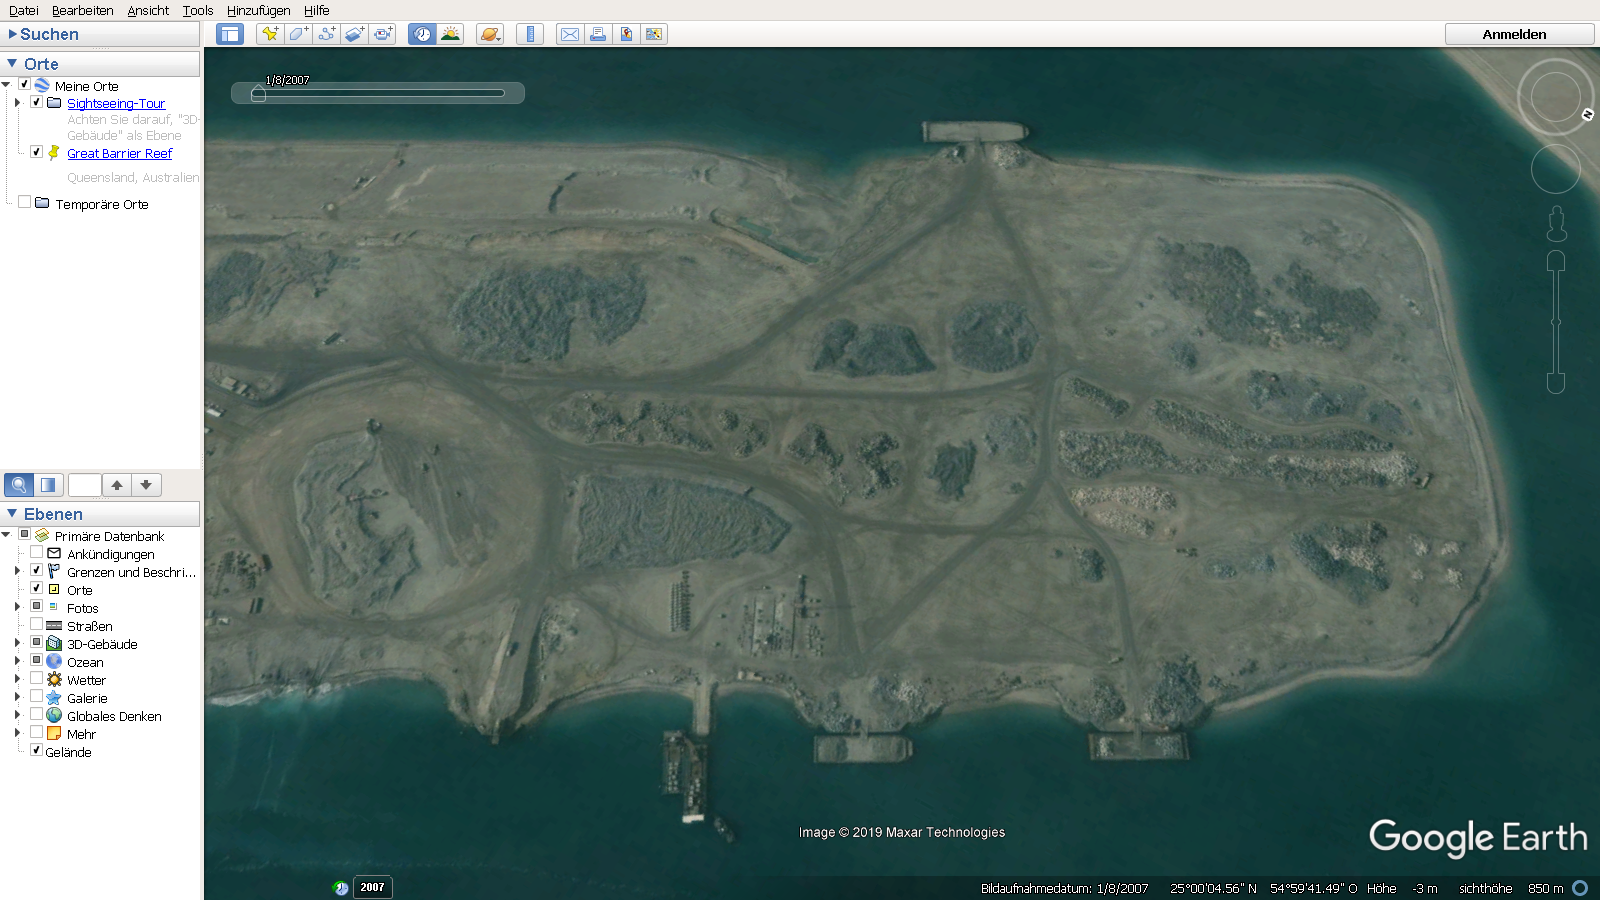 Datei Bearbeiten Ansicht Tools Hinzufügen Hilfe
Suchen
Anmelden
Orte
1/8/2007
Meine Orte
Sightseeing-Tour
Achten Sie darauf, "3D-
Gebäude" als Ebene
Great Barrier Reef
Queensland, Australien
Temporäre Orte
N
Ebenen
Primäre Datenbank
Ankündigungen
Grenzen und Beschri...
Orte
Fotos
Straßen
3D-Gebäude
Ozean
Wetter
Galerie
Globales Denken
Mehr
Gelände
Image © 2019 Maxar Technologies
Google Earth
2007
Bildaufnahmedatum: 1/8/2007 25°00'04.56" N 54°59'41.49" O Höhe -3 m sichthöhe 850 m